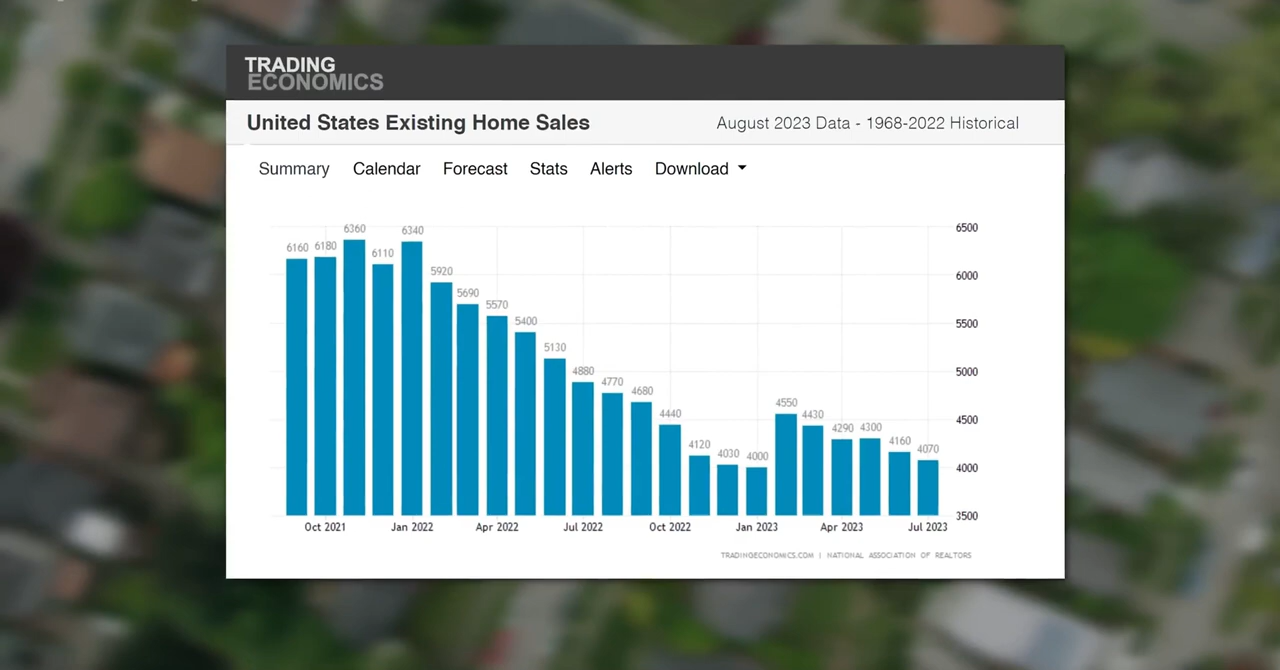 TRADING
ECONOMICS
United States Existing Home Sales August 2023 Data - 1968-2022 Historical
Summary Calendar Forecast Stats Alerts Download
6160 6180 6360 6110 6340 5920 5690 5570 5400 5130 4880 4770 4680 4440 4120 4030 4000 4550 4430 4290 4300 4160 4070
6500
6000
5500
5000
4500
4000
3500
Oct 2021 Jan 2022 Apr 2022 Jul 2022 Oct 2022 Jan 2023 Apr 2023 Jul 2023
TRADINGECONOMICS.COM | NATIONAL ASSOCIATION OF REALTORS